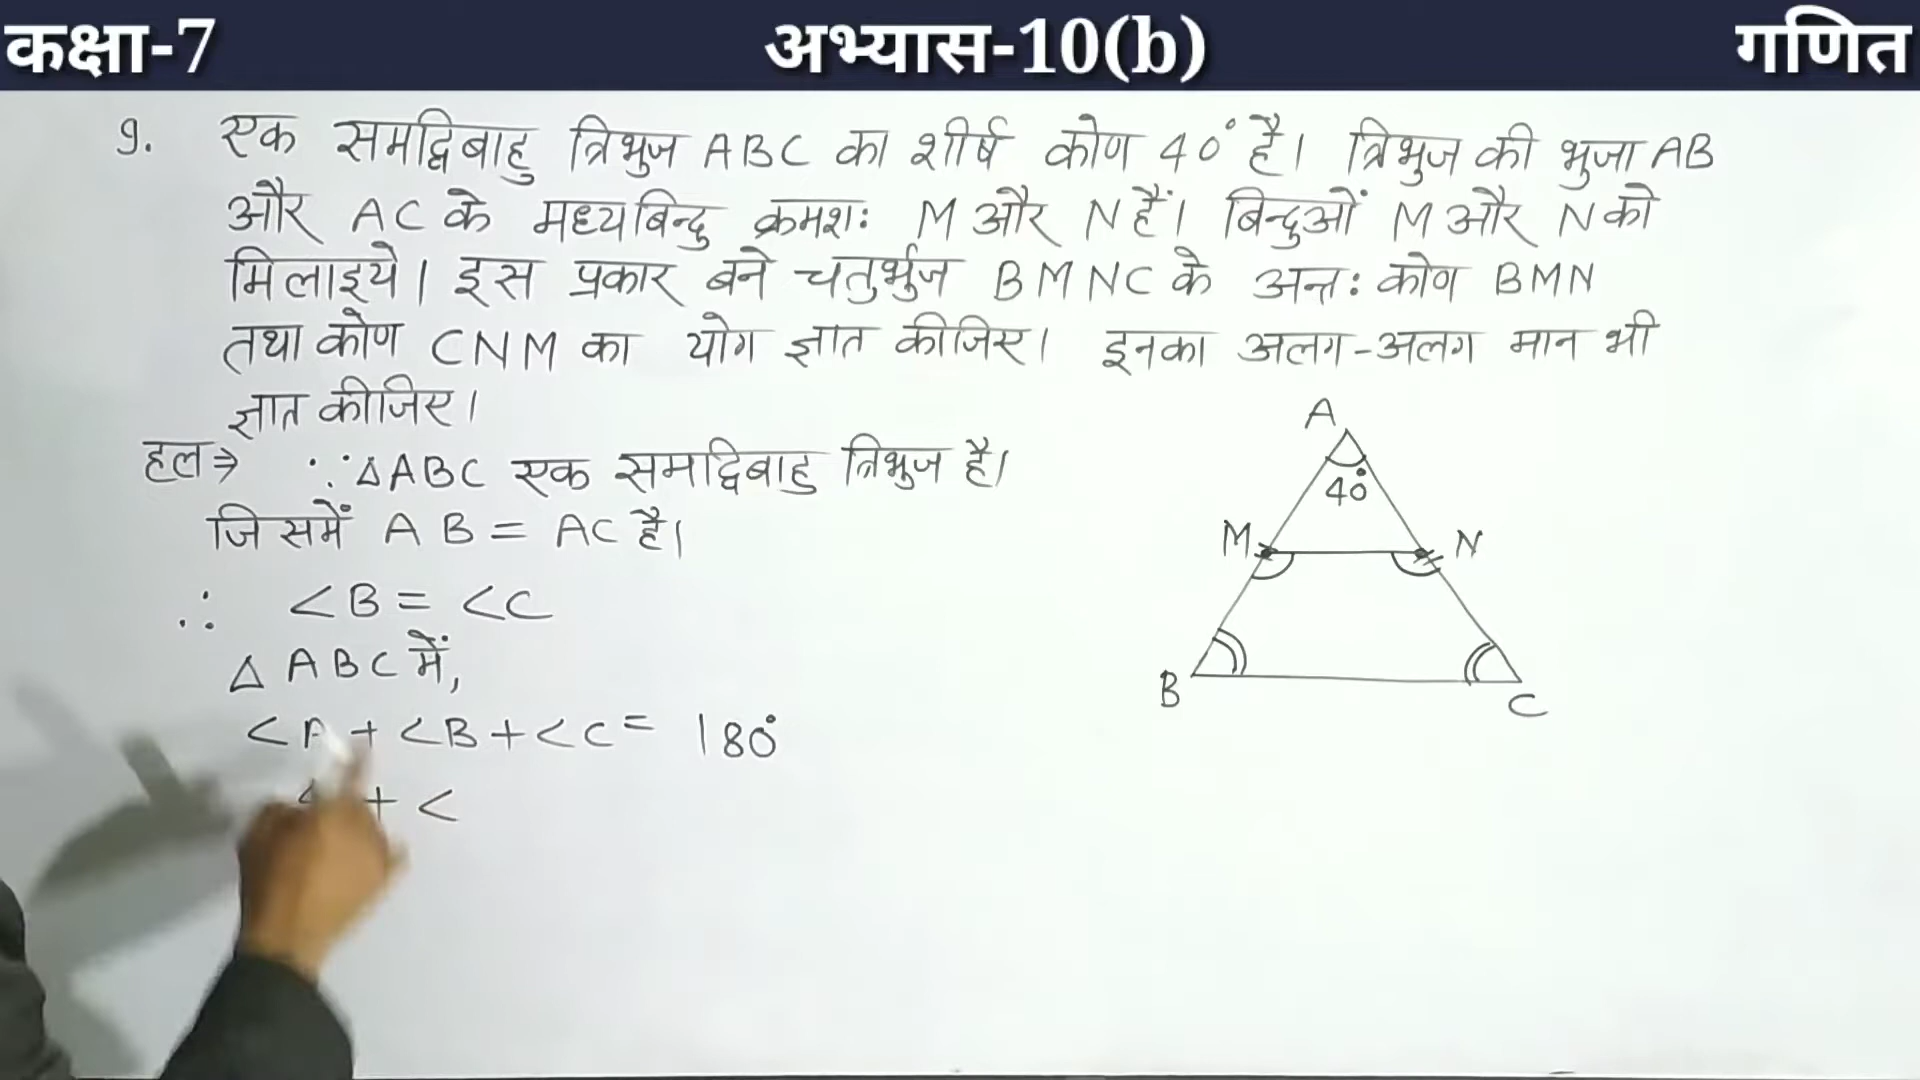 कक्षा-7 अभ्यास-10(b) गणित
9. एक समद्विबाहु त्रिभुज ABC का शीर्ष कोण 40° है। त्रिभुज की भुजा AB
और AC के मध्यबिन्दु क्रमशः M और N हैं। बिन्दुओं M और N को
मिलाइये। इस प्रकार बने चतुर्भुज BMNC के अन्तः कोण BMN
तथा कोण CNM का योग ज्ञात कीजिए। इनका अलग-अलग मान भी
ज्ञात कीजिए।
हल⇒ ∵ △ABC एक समद्विबाहु त्रिभुज है।
जिसमें AB = AC है।
∴ <B = <C
△ ABC में,
<A + <B + <C = 180°
+ <
A
40°
M N
B C